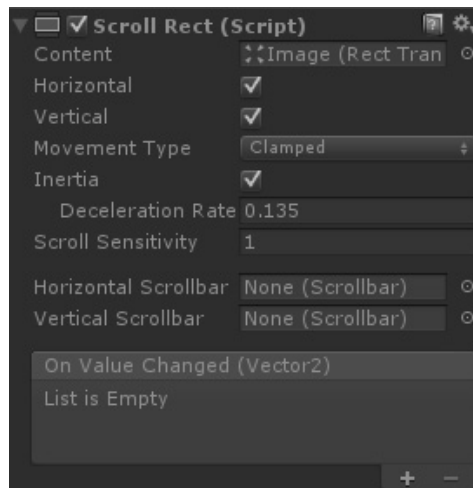 Scroll Rect (Script)
Content Image (Rect Tran
Horizontal
Vertical
Movement Type Clamped
Inertia
Deceleration Rate 0.135
Scroll Sensitivity 1
Horizontal Scrollbar None (Scrollbar)
Vertical Scrollbar None (Scrollbar)
On Value Changed (Vector2)
List is Empty
+ −